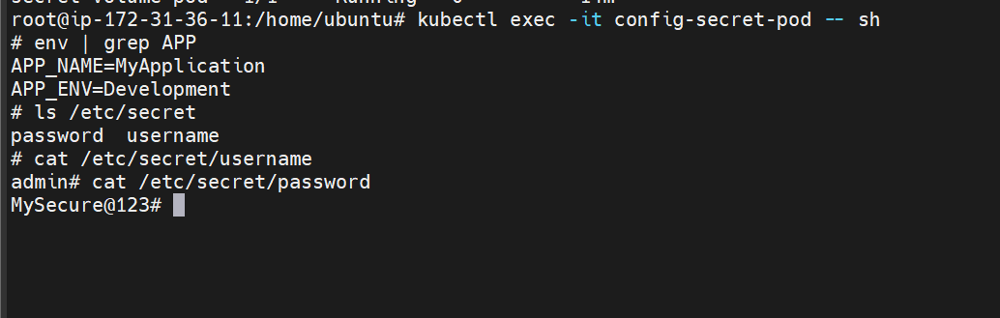 root@ip-172-31-36-11:/home/ubuntu# kubectl exec -it config-secret-pod -- sh
# env | grep APP
APP_NAME=MyApplication
APP_ENV=Development
# ls /etc/secret
password  username
# cat /etc/secret/username
admin# cat /etc/secret/password
MySecure@123#